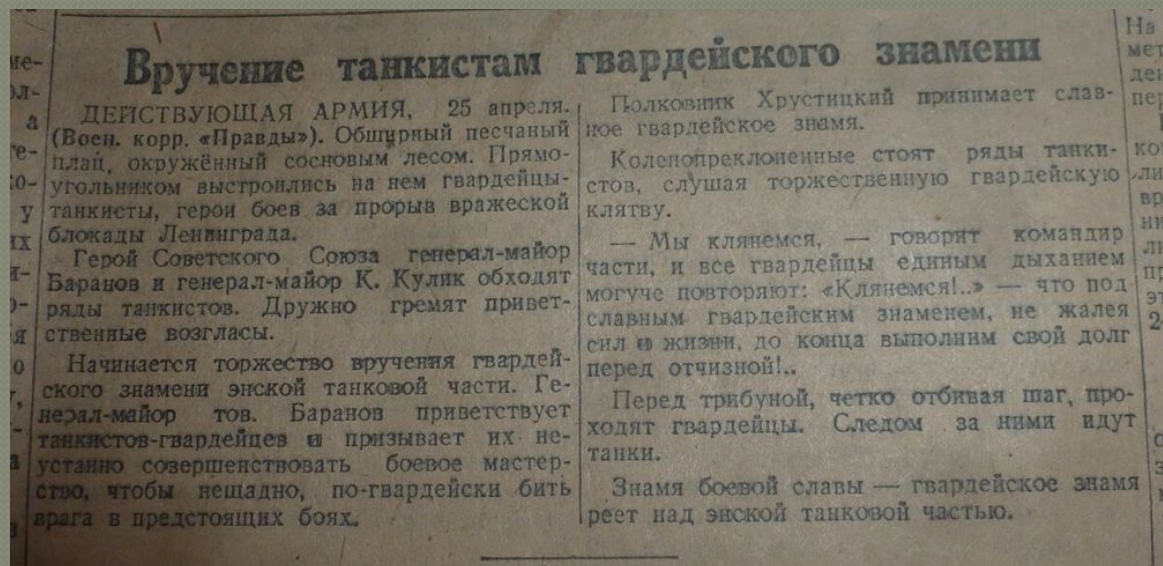 Вручение танкистам гвардейского знамени
ДЕЙСТВУЮЩАЯ АРМИЯ, 25 апреля.
(Воен. корр. «Правды»). Обширный песчаный
плац, окружённый сосновым лесом. Прямо-
угольником выстроились на нем гвардейцы-
танкисты, герои боев за прорыв вражеской
блокады Ленинграда.
Герой Советского Союза генерал-майор
Баранов и генерал-майор К. Кулик обходят
ряды танкистов. Дружно гремят привет-
ственные возгласы.
Начинается торжество вручения гвардей-
ского знамени энской танковой части. Ге-
нерал-майор тов. Баранов приветствует
танкистов-гвардейцев и призывает их не-
устанно совершенствовать боевое мастер-
ство, чтобы нещадно, по-гвардейски бить
врага в предстоящих боях.
Полковник Хрустицкий принимает слав-
ное гвардейское знамя.
Коленопреклоненные стоят ряды танки-
стов, слушая торжественную гвардейскую
клятву.
— Мы клянемся, — говорит командир
части, и все гвардейцы единым дыханием
могуче повторяют: «Клянемся!..» — что под
славным гвардейским знаменем, не жалея
сил и жизни, до конца выполним свой долг
перед отчизной!..
Перед трибуной, четко отбивая шаг, про-
ходят гвардейцы. Следом за ними идут
танки.
Знамя боевой славы — гвардейское знамя
реет над энской танковой частью.